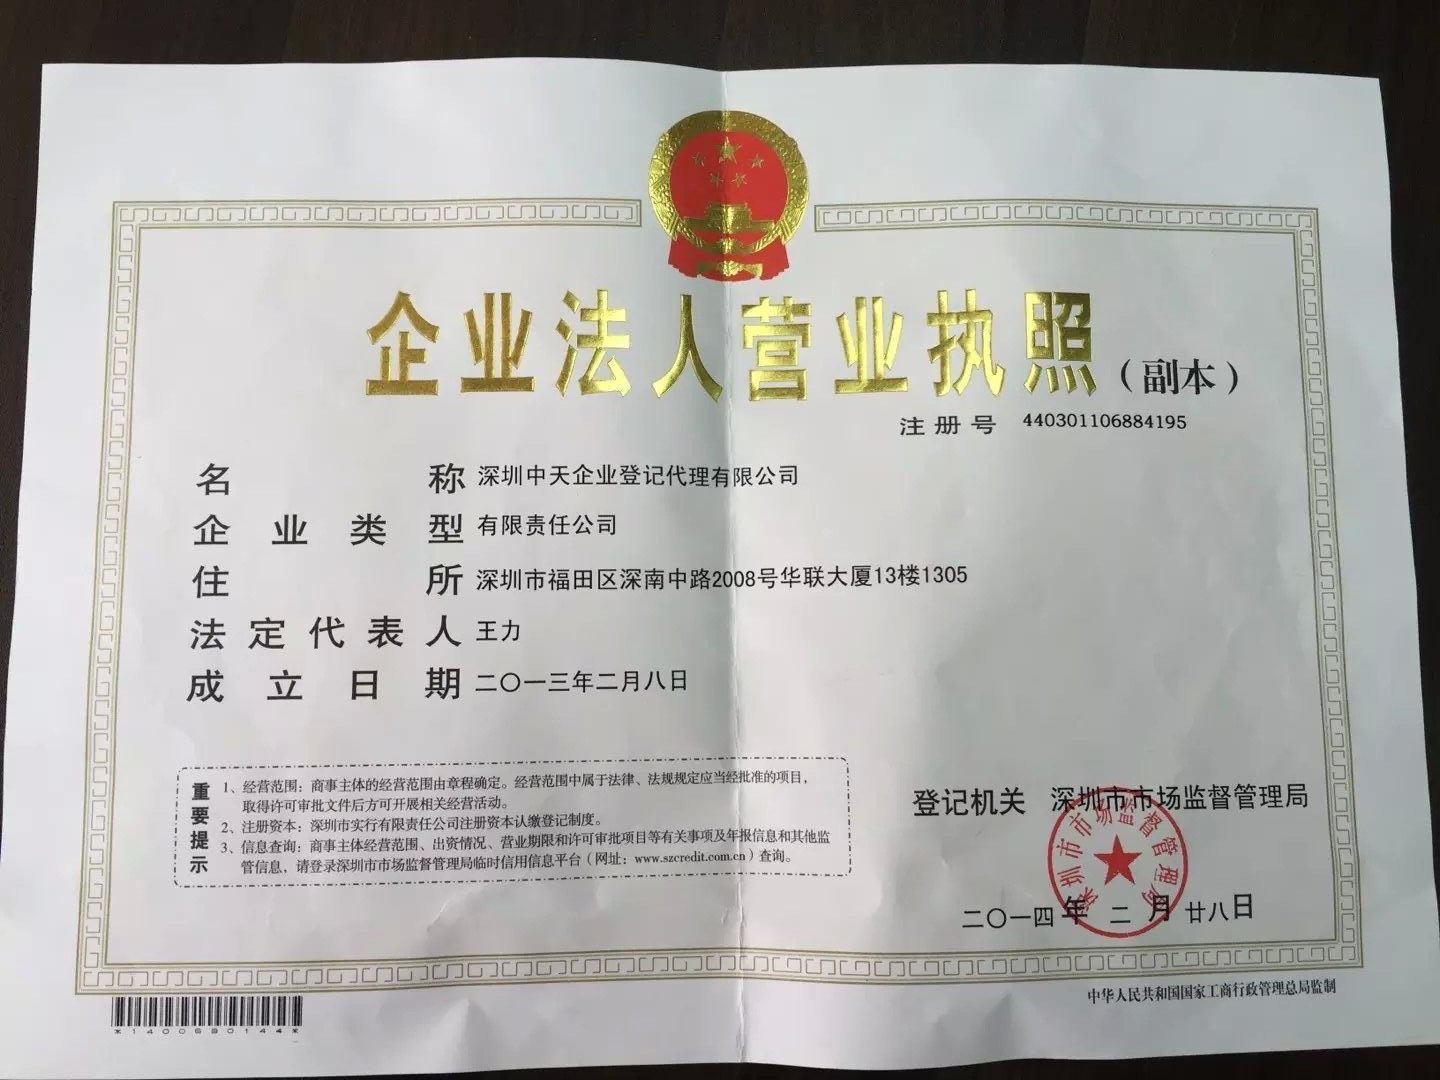 企业法人营业执照（副本）
注册号 440301106884195
名称 深圳中天企业登记代理有限公司
企业类型 有限责任公司
住所 深圳市福田区深南中路2008号华联大厦13楼1305
法定代表人 王力
成立日期 二〇一三年二月八日
重要提示
1、经营范围：商事主体的经营范围由章程确定。经营范围中属于法律、法规规定应当经批准的项目，
取得许可审批文件后方可开展相关经营活动。
2、注册资本：深圳市实行有限责任公司注册资本认缴登记制度。
3、信息查询：商事主体经营范围、出资情况、营业期限和许可审批项目等有关事项及年报信息和其他监
管信息，请登录深圳市市场监督管理局临时信用信息平台（网址：www.szcredit.com.cn）查询。
登记机关 深圳市市场监督管理局
深圳市市场监督管理局
二〇一四年二月廿八日
*1400690144*
中华人民共和国国家工商行政管理总局监制